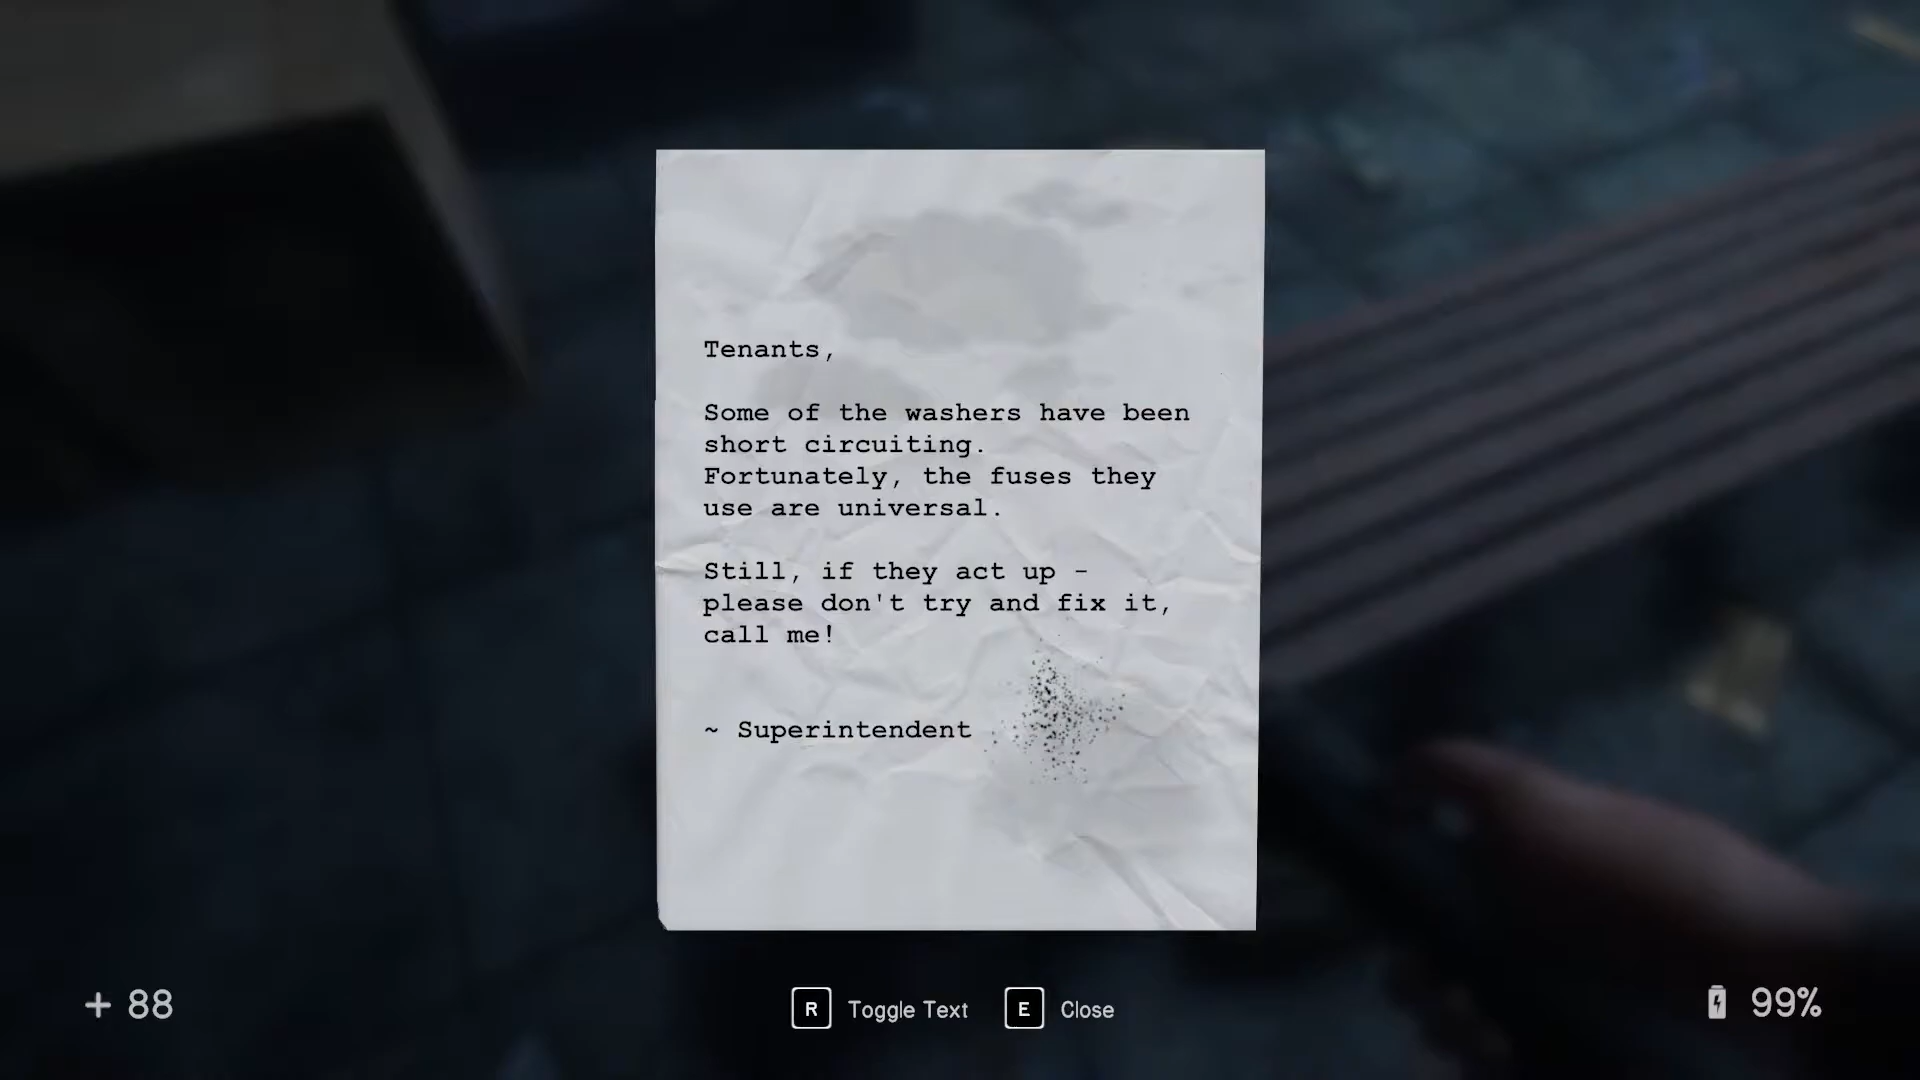 Tenants,
Some of the washers have been
short circuiting.
Fortunately, the fuses they
use are universal.
Still, if they act up -
please don't try and fix it,
call me!
~ Superintendent
+ 88
R Toggle Text E Close
99%